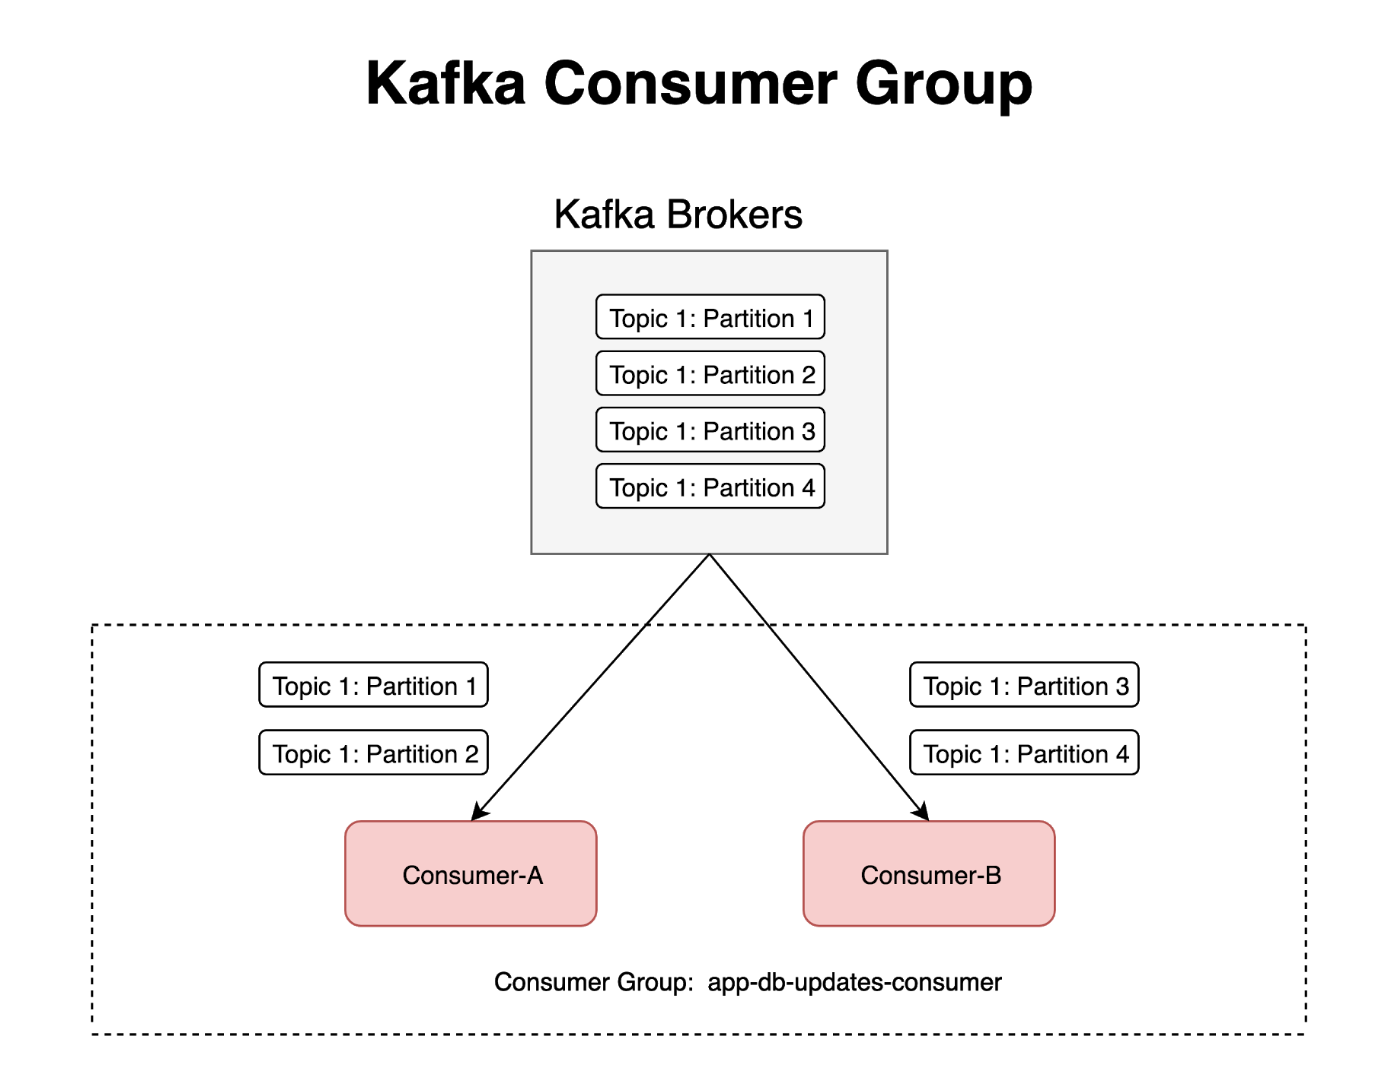 Kafka Consumer Group
Kafka Brokers
Topic 1: Partition 1
Topic 1: Partition 2
Topic 1: Partition 3
Topic 1: Partition 4
Topic 1: Partition 1
Topic 1: Partition 2
Topic 1: Partition 3
Topic 1: Partition 4
Consumer-A
Consumer-B
Consumer Group: app-db-updates-consumer